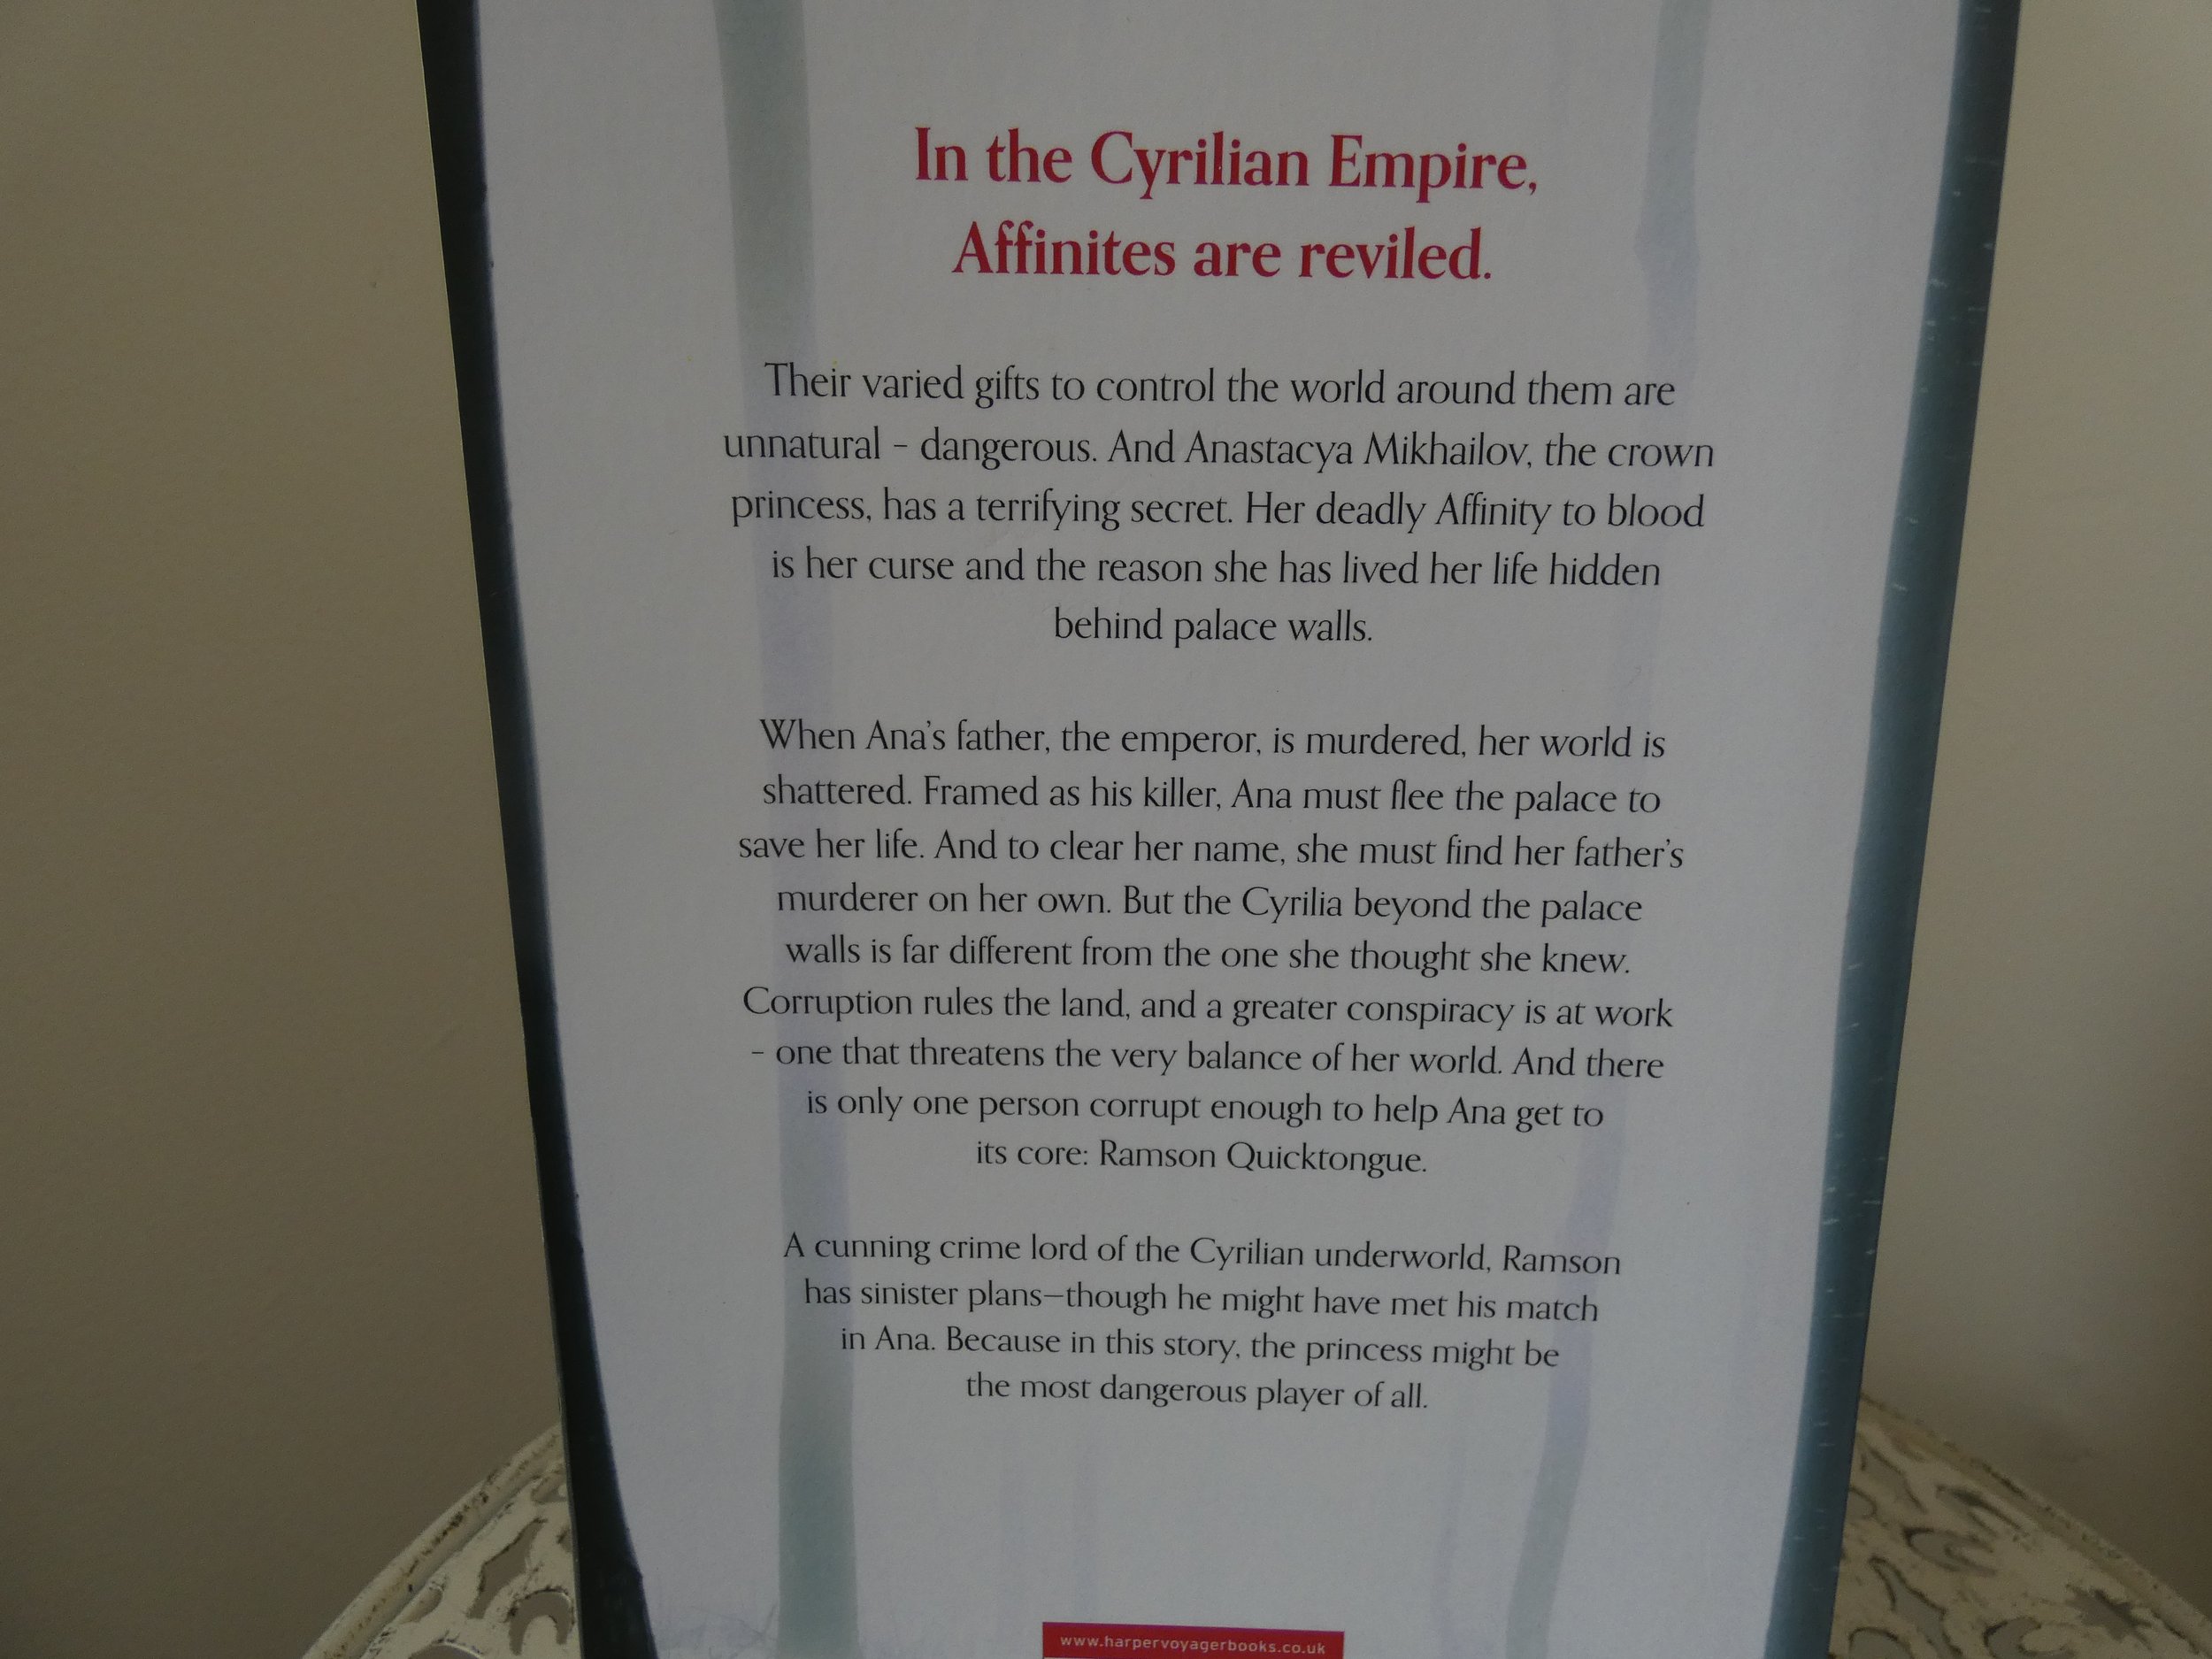 In the Cyrilian Empire,
Affinites are reviled.
Their varied gifts to control the world around them are
unnatural – dangerous. And Anastacya Mikhailov, the crown
princess, has a terrifying secret. Her deadly Affinity to blood
is her curse and the reason she has lived her life hidden
behind palace walls.
When Ana's father, the emperor, is murdered, her world is
shattered. Framed as his killer, Ana must flee the palace to
save her life. And to clear her name, she must find her father's
murderer on her own. But the Cyrilia beyond the palace
walls is far different from the one she thought she knew.
Corruption rules the land, and a greater conspiracy is at work
– one that threatens the very balance of her world. And there
is only one person corrupt enough to help Ana get to
its core: Ramson Quicktongue.
A cunning crime lord of the Cyrilian underworld, Ramson
has sinister plans—though he might have met his match
in Ana. Because in this story, the princess might be
the most dangerous player of all.
www.harpervoyagerbooks.co.uk